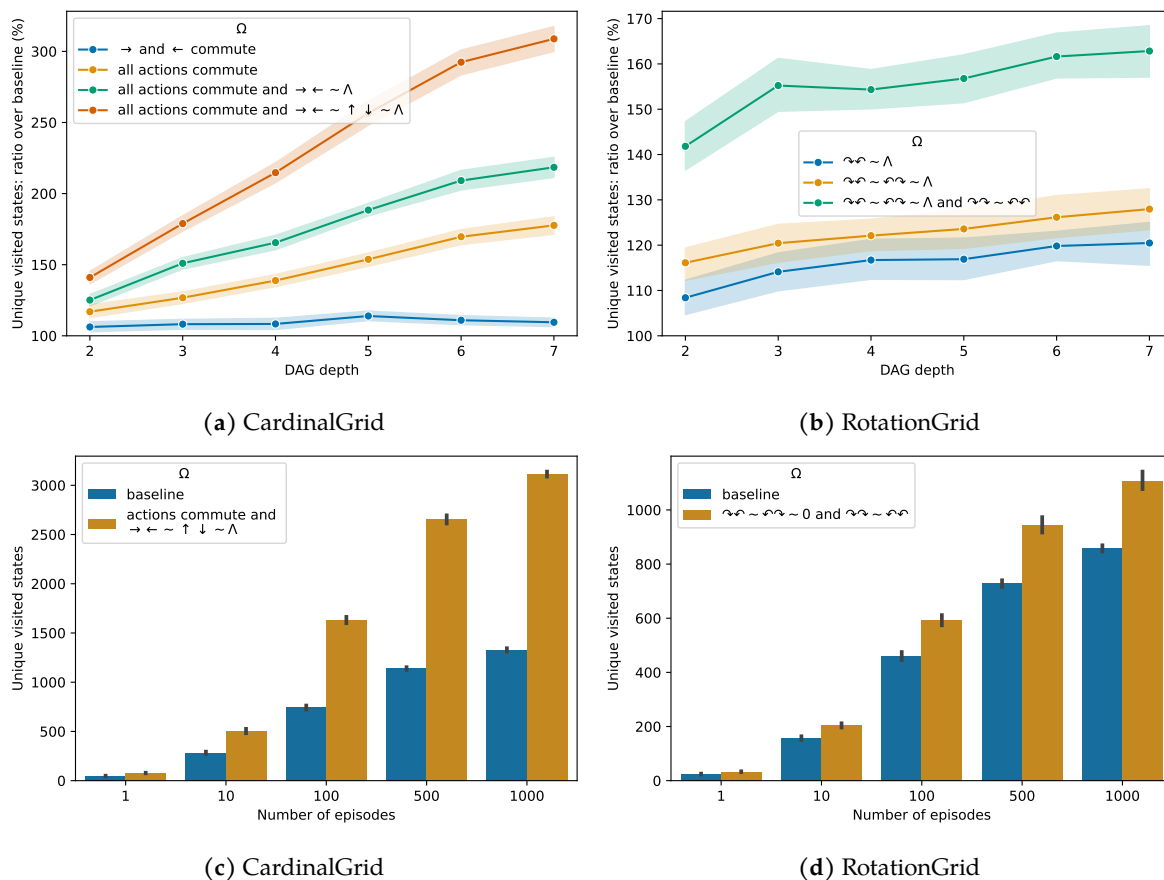 Unique visited states: ratio over baseline (%)
300
250
200
150
100
2 3 4 5 6 7
DAG depth
Ω
→ and ← commute
all actions commute
all actions commute and → ← ~ Λ
all actions commute and → ← ~ ↑ ↓ ~ Λ
(a) CardinalGrid
Unique visited states: ratio over baseline (%)
170
160
150
140
130
120
110
100
2 3 4 5 6 7
DAG depth
Ω
↷↶ ~ Λ
↷↶ ~ ↶↷ ~ Λ
↷↶ ~ ↶↷ ~ Λ and ↷↷ ~ ↶↶
(b) RotationGrid
Unique visited states
3000
2500
2000
1500
1000
500
0
1 10 100 500 1000
Number of episodes
Ω
baseline
actions commute and
→ ← ~ ↑ ↓ ~ Λ
(c) CardinalGrid
Unique visited states
1000
800
600
400
200
0
1 10 100 500 1000
Number of episodes
Ω
baseline
↷↶ ~ ↶↷ ~ 0 and ↷↷ ~ ↶↶
(d) RotationGrid